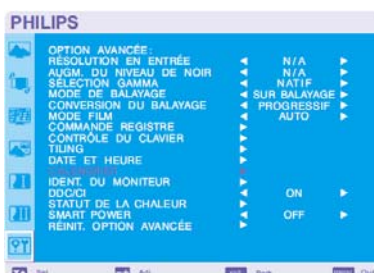 PHILIPS
OPTION AVANCÉE:
RÉSOLUTION EN ENTRÉE N/A
AUGM. DU NIVEAU DE NOIR N/A
SÉLECTION GAMMA NATIF
MODE DE BALAYAGE SUR BALAYAGE
CONVERSION DU BALAYAGE PROGRESSIF
MODE FILM AUTO
COMMANDE REGISTRE
CONTRÔLE DU CLAVIER
TILING
DATE ET HEURE
IDENT. DU MONITEUR
DDC/CI ON
STATUT DE LA CHALEUR
SMART POWER OFF
RÉINIT. OPTION AVANCÉE